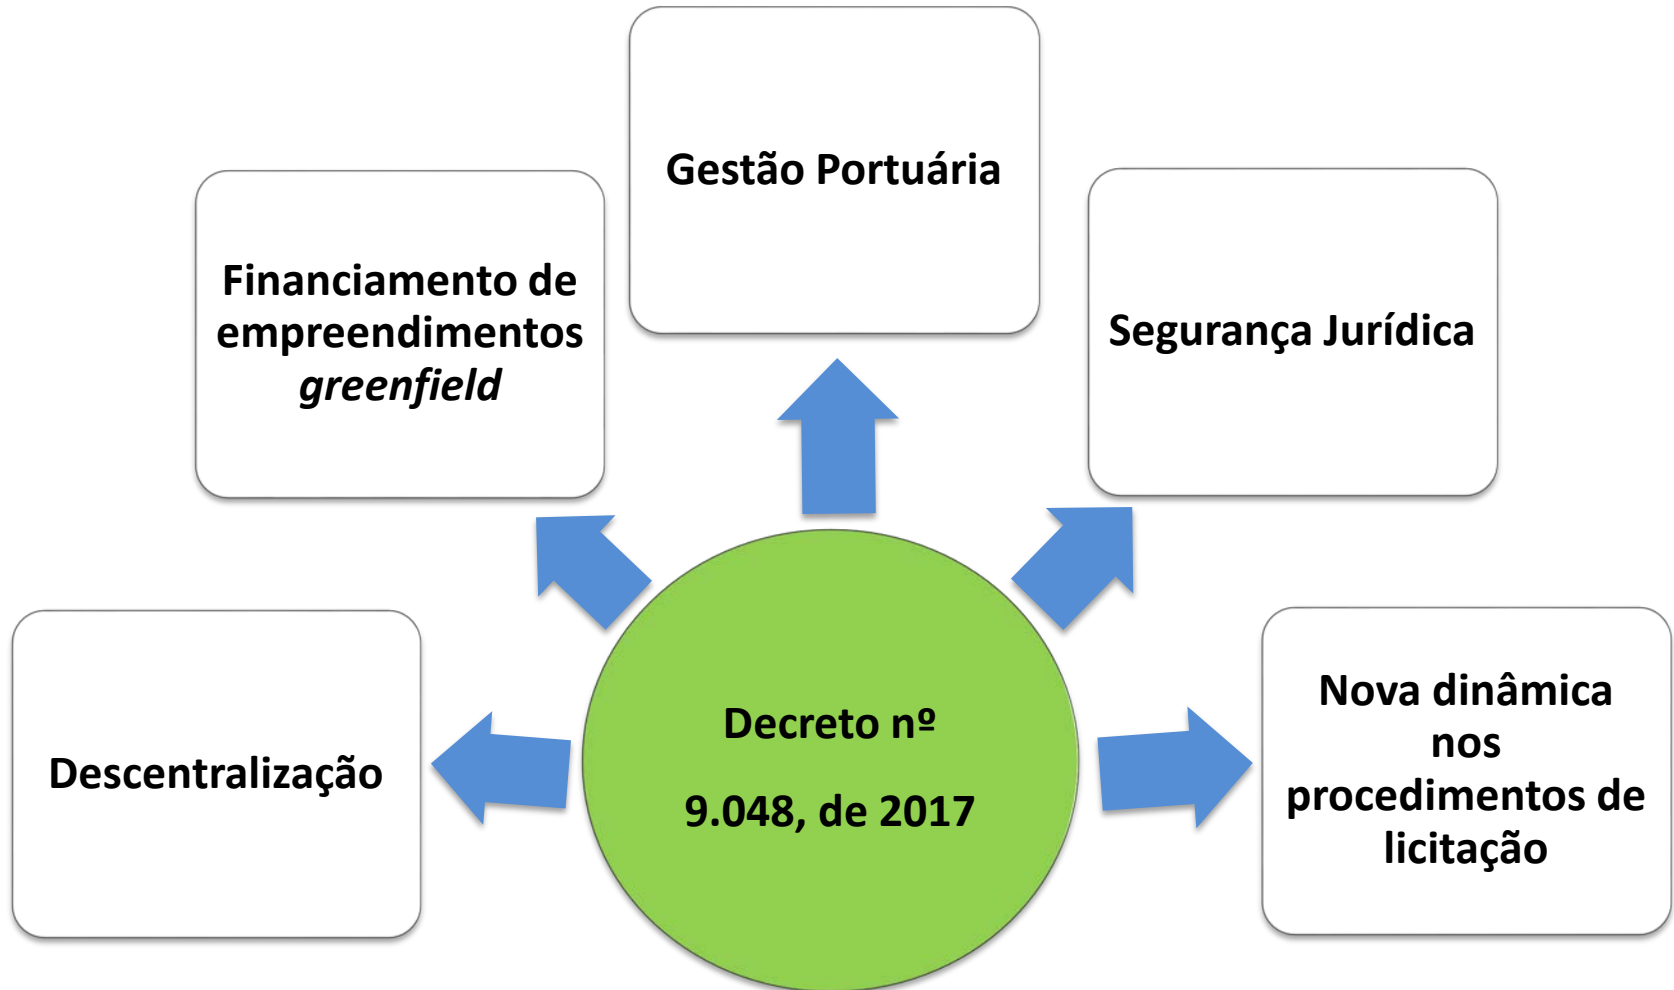 Gestão Portuária
Financiamento de
empreendimentos
greenfield
Segurança Jurídica
Descentralização
Decreto nº
9.048, de 2017
Nova dinâmica
nos
procedimentos de
licitação